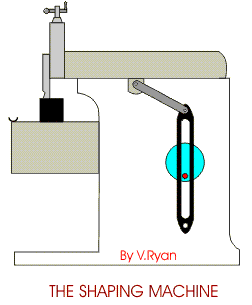 By V.Ryan
THE SHAPING MACHINE